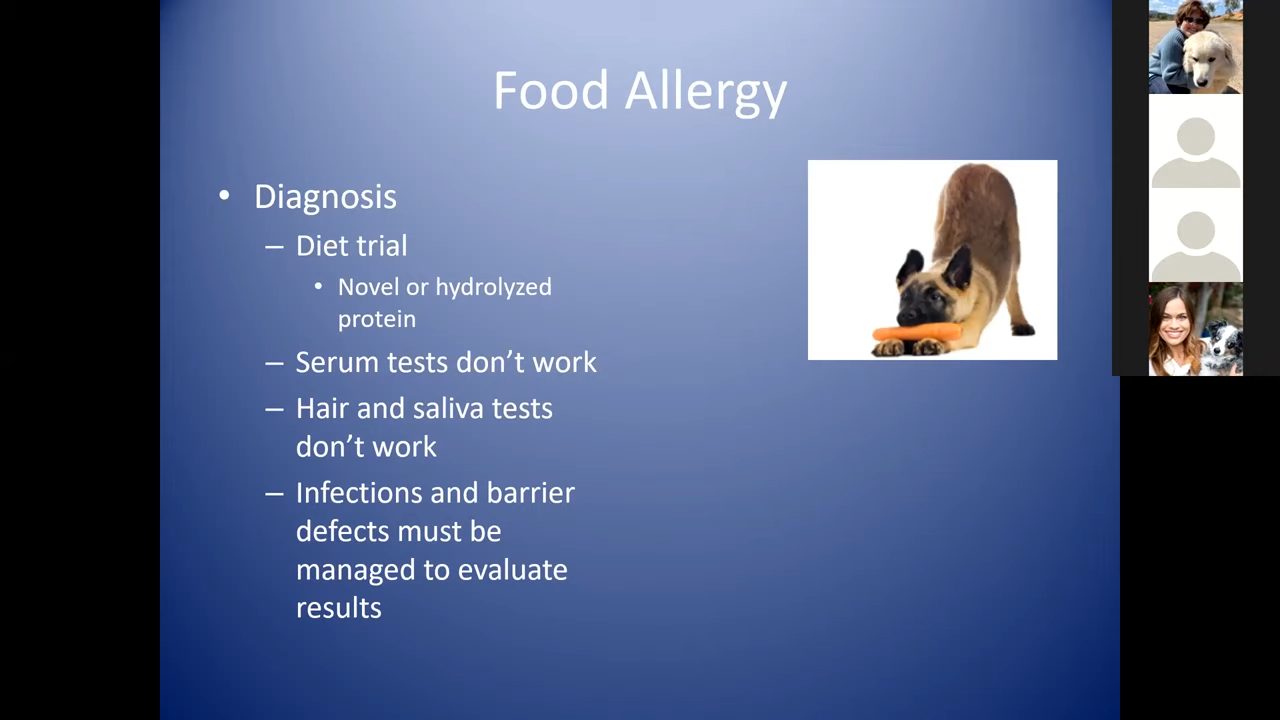 Food Allergy
• Diagnosis
– Diet trial
• Novel or hydrolyzed
protein
– Serum tests don’t work
– Hair and saliva tests
don’t work
– Infections and barrier
defects must be
managed to evaluate
results